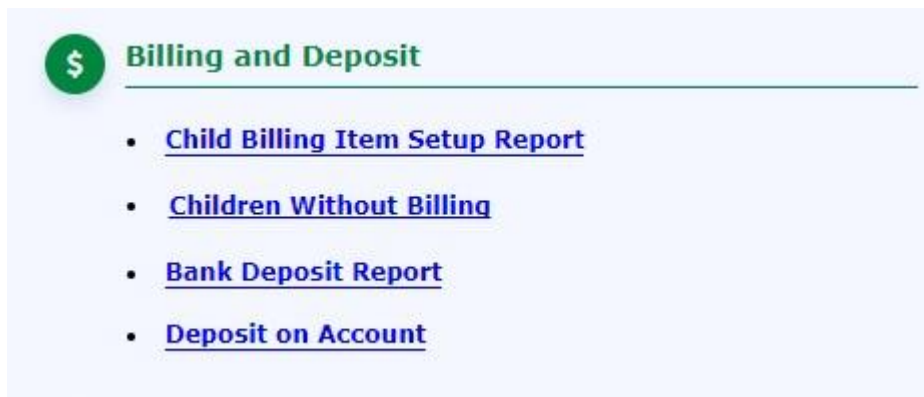 $ Billing and Deposit
Child Billing Item Setup Report
Children Without Billing
Bank Deposit Report
Deposit on Account